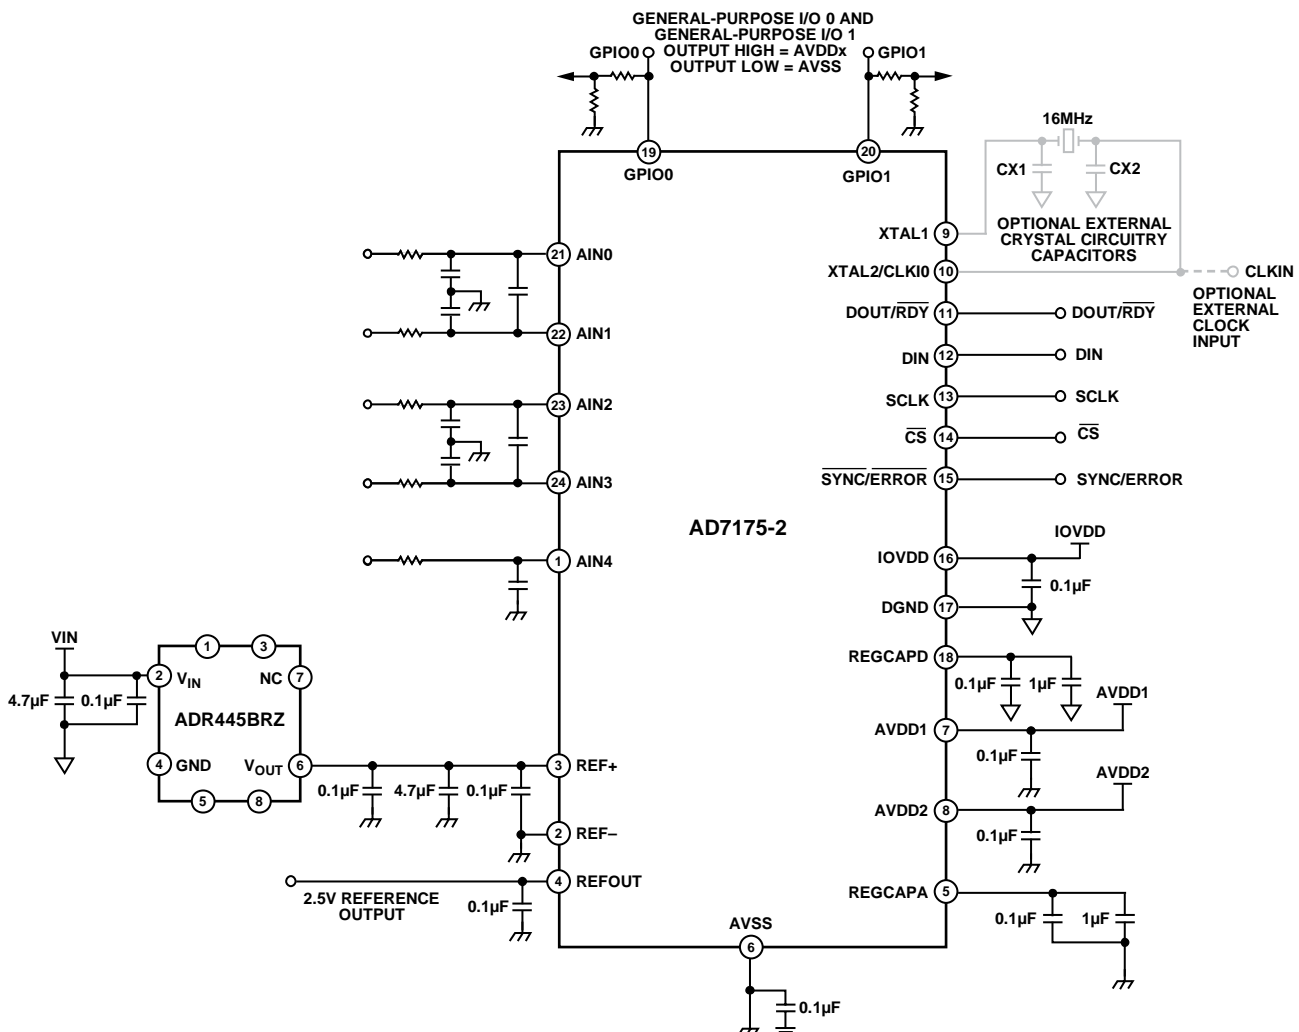 GENERAL-PURPOSE I/O 0 AND
GENERAL-PURPOSE I/O 1
OUTPUT HIGH = AVDDx
OUTPUT LOW = AVSS
GPIO0
GPIO1
19
20
GPIO0
GPIO1
16MHz
CX1
CX2
OPTIONAL EXTERNAL
CRYSTAL CIRCUITRY
CAPACITORS
XTAL1
9
XTAL2/CLKI0
10
CLKIN
OPTIONAL
EXTERNAL
CLOCK
INPUT
DOUT/RDY
11
DOUT/RDY
DIN
12
DIN
SCLK
13
SCLK
CS
14
CS
SYNC/ERROR
15
SYNC/ERROR
21
AIN0
22
AIN1
23
AIN2
24
AIN3
1
AIN4
AD7175-2
IOVDD
IOVDD
16
0.1µF
DGND
17
REGCAPD
18
0.1µF
1µF
AVDD1
AVDD1
7
0.1µF
AVDD2
AVDD2
8
0.1µF
REGCAPA
5
0.1µF
1µF
VIN
4.7µF
0.1µF
1
3
2
VIN
NC
7
ADR445BRZ
4
GND
VOUT
6
5
8
0.1µF
4.7µF
0.1µF
3
REF+
2
REF–
4
REFOUT
2.5V REFERENCE
OUTPUT
0.1µF
AVSS
6
0.1µF